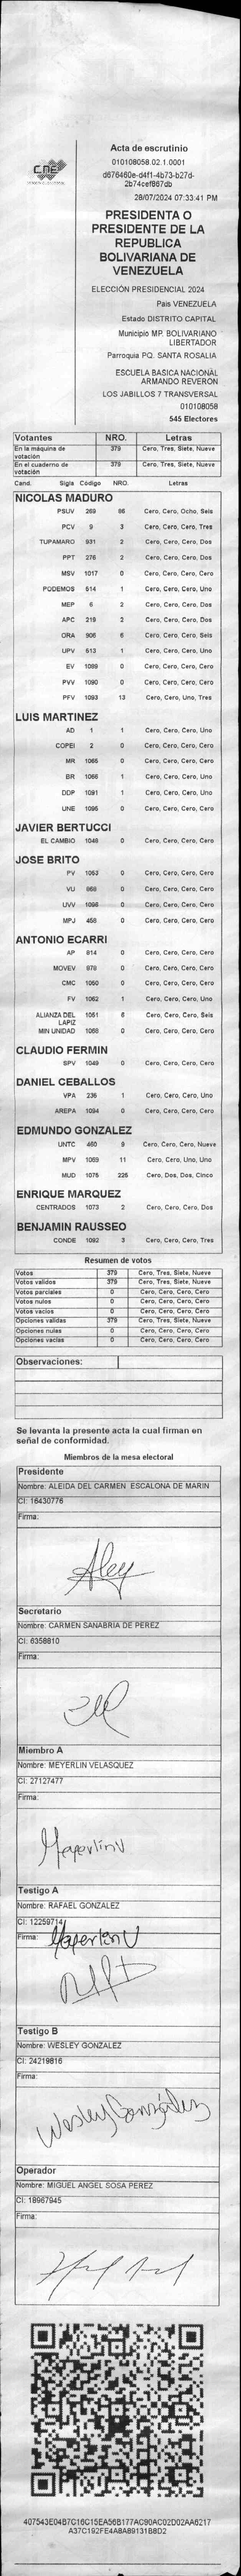 Acta de escrutinio
010108058.02.1.0001
d676460e-d4f1-4b73-b27d-
2b74cef867db
28/07/2024 07:33:41 PM
CNE
PRESIDENTA O
PRESIDENTE DE LA
REPUBLICA
BOLIVARIANA DE
VENEZUELA
ELECCIÓN PRESIDENCIAL 2024
Pais VENEZUELA
Estado DISTRITO CAPITAL
Municipio MP. BOLIVARIANO
LIBERTADOR
Parroquia PQ. SANTA ROSALIA
ESCUELA BASICA NACIONAL
ARMANDO REVERON
LOS JABILLOS 7 TRANSVERSAL
010108058
545 Electores
Votantes NRO. Letras
En la máquina de votación 379 Cero, Tres, Siete, Nueve
En el cuaderno de votación 379 Cero, Tres, Siete, Nueve
Cand. Sigla Código NRO. Letras
NICOLAS MADURO
PSUV 269 86 Cero, Cero, Ocho, Seis
PCV 9 3 Cero, Cero, Cero, Tres
TUPAMARO 931 2 Cero, Cero, Cero, Dos
PPT 276 2 Cero, Cero, Cero, Dos
MSV 1017 0 Cero, Cero, Cero, Cero
PODEMOS 514 1 Cero, Cero, Cero, Uno
MEP 6 2 Cero, Cero, Cero, Dos
APC 219 2 Cero, Cero, Cero, Dos
ORA 906 6 Cero, Cero, Cero, Seis
UPV 513 1 Cero, Cero, Cero, Uno
EV 1089 0 Cero, Cero, Cero, Cero
PVV 1090 0 Cero, Cero, Cero, Cero
PFV 1093 13 Cero, Cero, Uno, Tres
LUIS MARTINEZ
AD 1 1 Cero, Cero, Cero, Uno
COPEI 2 0 Cero, Cero, Cero, Cero
MR 1065 0 Cero, Cero, Cero, Cero
BR 1066 1 Cero, Cero, Cero, Uno
DDP 1091 1 Cero, Cero, Cero, Uno
UNE 1095 0 Cero, Cero, Cero, Cero
JAVIER BERTUCCI
EL CAMBIO 1046 0 Cero, Cero, Cero, Cero
JOSE BRITO
PV 1053 0 Cero, Cero, Cero, Cero
VU 868 0 Cero, Cero, Cero, Cero
UVV 1096 0 Cero, Cero, Cero, Cero
MPJ 458 0 Cero, Cero, Cero, Cero
ANTONIO ECARRI
AP 814 0 Cero, Cero, Cero, Cero
MOVEV 979 0 Cero, Cero, Cero, Cero
CMC 1050 0 Cero, Cero, Cero, Cero
FV 1062 1 Cero, Cero, Cero, Uno
ALIANZA DEL LAPIZ 1051 6 Cero, Cero, Cero, Seis
MIN UNIDAD 1068 0 Cero, Cero, Cero, Cero
CLAUDIO FERMIN
SPV 1049 0 Cero, Cero, Cero, Cero
DANIEL CEBALLOS
VPA 236 1 Cero, Cero, Cero, Uno
AREPA 1094 0 Cero, Cero, Cero, Cero
EDMUNDO GONZALEZ
UNTC 460 9 Cero, Cero, Cero, Nueve
MPV 1069 11 Cero, Cero, Uno, Uno
MUD 1075 225 Cero, Dos, Dos, Cinco
ENRIQUE MARQUEZ
CENTRADOS 1073 2 Cero, Cero, Cero, Dos
BENJAMIN RAUSSEO
CONDE 1092 3 Cero, Cero, Cero, Tres
Resumen de votos
Votos 379 Cero, Tres, Siete, Nueve
Votos validos 379 Cero, Tres, Siete, Nueve
Votos parciales 0 Cero, Cero, Cero, Cero
Votos nulos 0 Cero, Cero, Cero, Cero
Votos vacios 0 Cero, Cero, Cero, Cero
Opciones validas 379 Cero, Tres, Siete, Nueve
Opciones nulas 0 Cero, Cero, Cero, Cero
Opciones vacias 0 Cero, Cero, Cero, Cero
Observaciones:
Se levanta la presente acta la cual firman en
señal de conformidad.
Miembros de la mesa electoral
Presidente
Nombre: ALEIDA DEL CARMEN ESCALONA DE MARIN
CI: 16430776
Firma:
Aley
Secretario
Nombre: CARMEN SANABRIA DE PEREZ
CI: 6358810
Firma:
Miembro A
Nombre: MEYERLIN VELASQUEZ
CI: 27127477
Firma:
Testigo A
Nombre: RAFAEL GONZALEZ
CI: 12259714
Firma:
Testigo B
Nombre: WESLEY GONZALEZ
CI: 24219816
Firma:
Wesley González
Operador
Nombre: MIGUEL ANGEL SOSA PEREZ
CI: 18967945
Firma:
407543E04B7C16C15EA56B177AC90AC02D02AA6217
A37C192FE4A8A89131B8D2